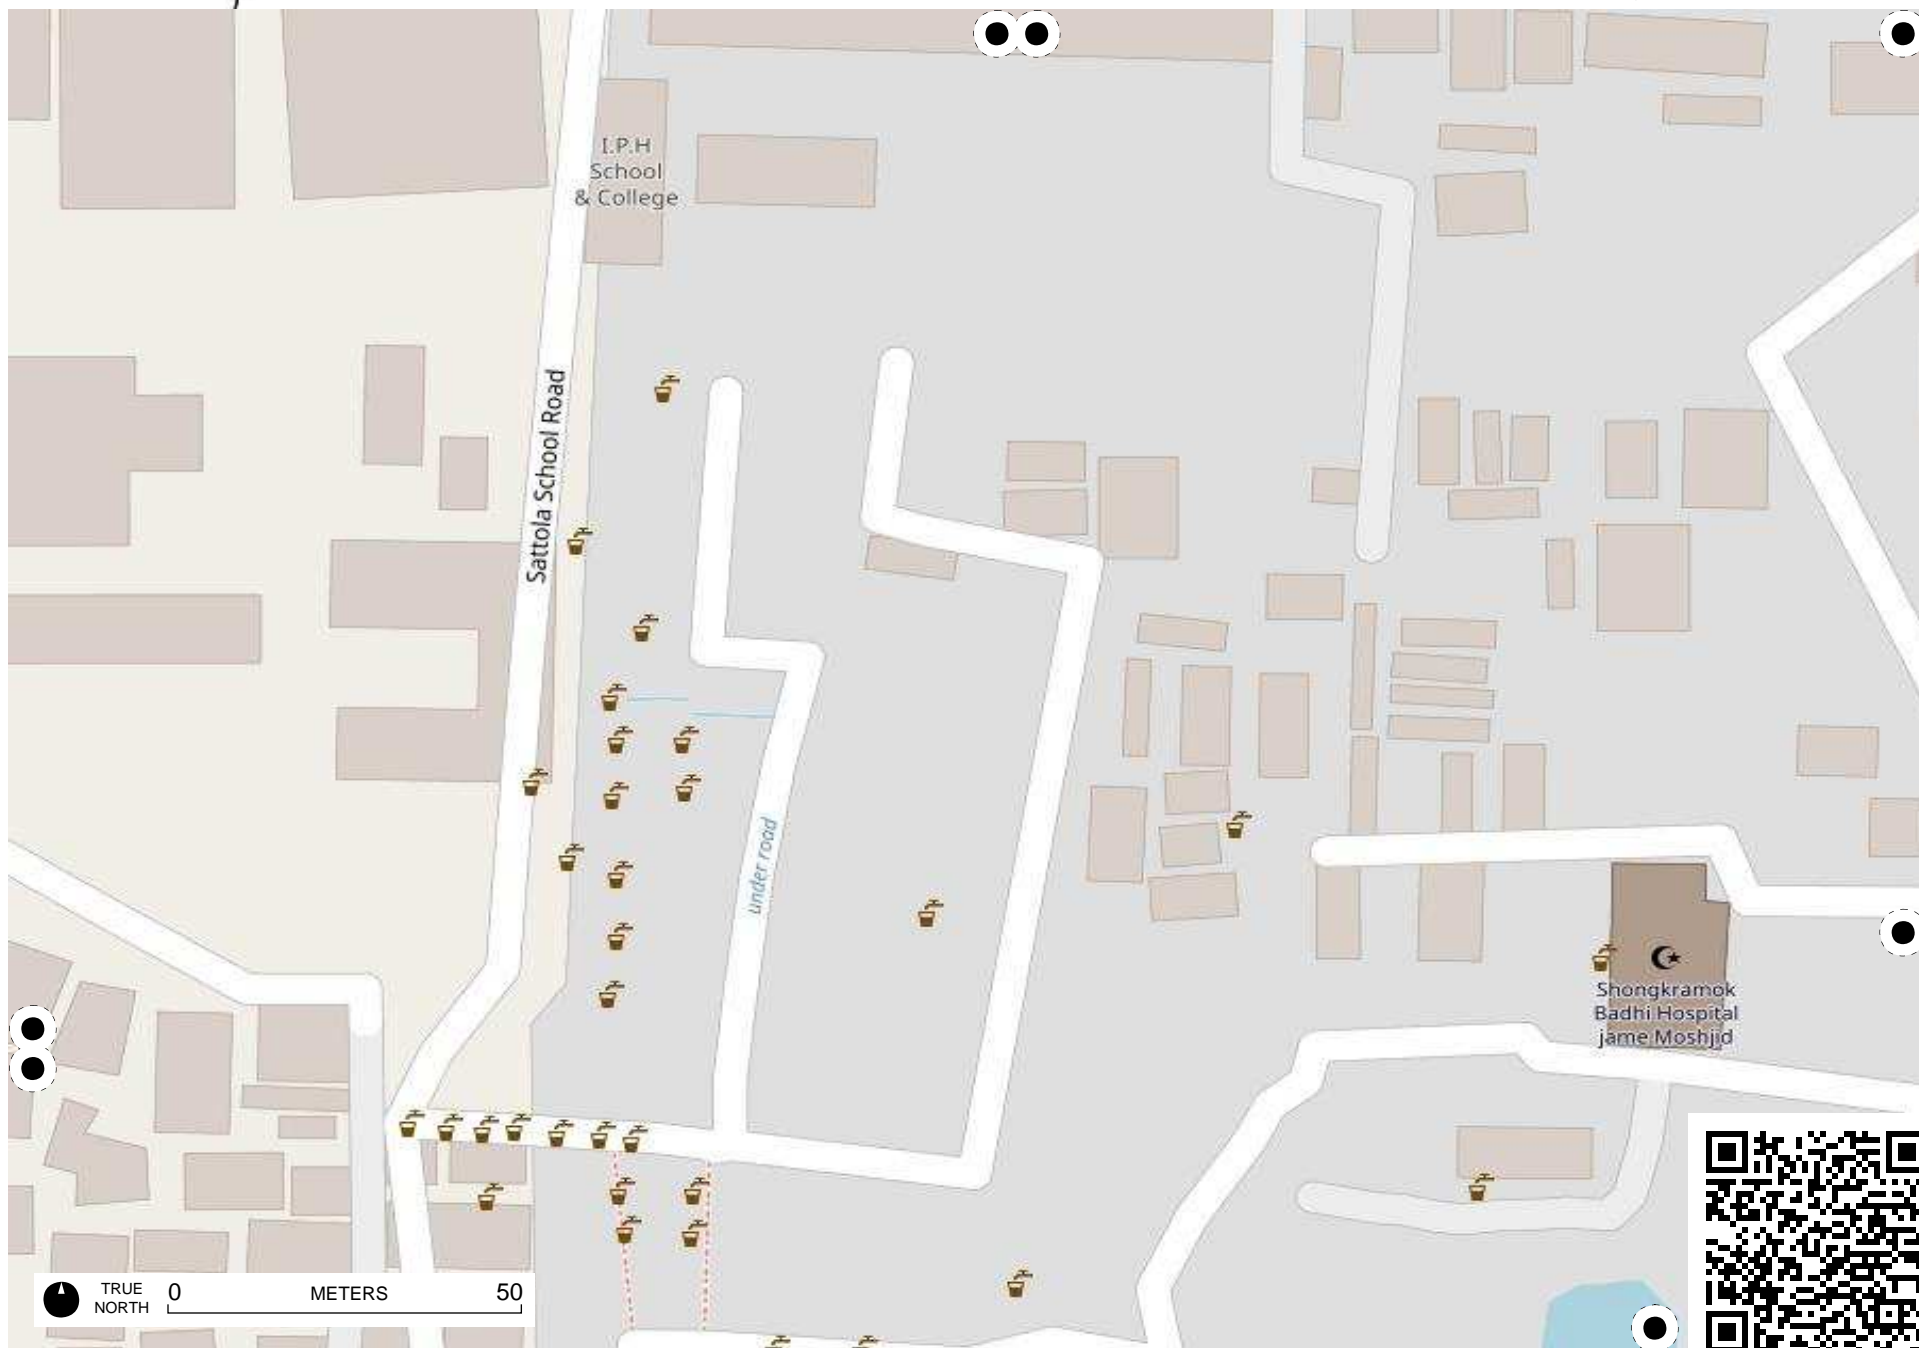 I.P.H
School
& College
Sattola School Road
under road
Shongkramok
Badhi Hospital
jame Moshjid
TRUE
NORTH
0 METERS 50